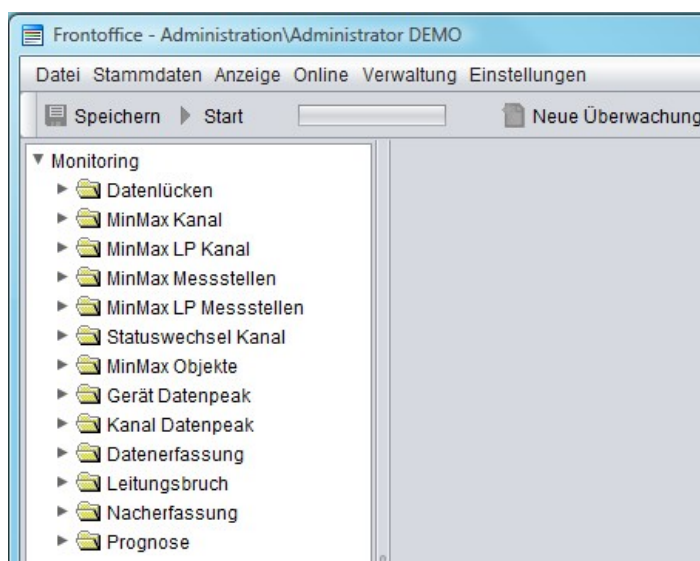 Frontoffice - Administration\Administrator DEMO
Datei Stammdaten Anzeige Online Verwaltung Einstellungen
Speichern Start Neue Überwachung
Monitoring
Datenlücken
MinMax Kanal
MinMax LP Kanal
MinMax Messstellen
MinMax LP Messstellen
Statuswechsel Kanal
MinMax Objekte
Gerät Datenpeak
Kanal Datenpeak
Datenerfassung
Leitungsbruch
Nacherfassung
Prognose